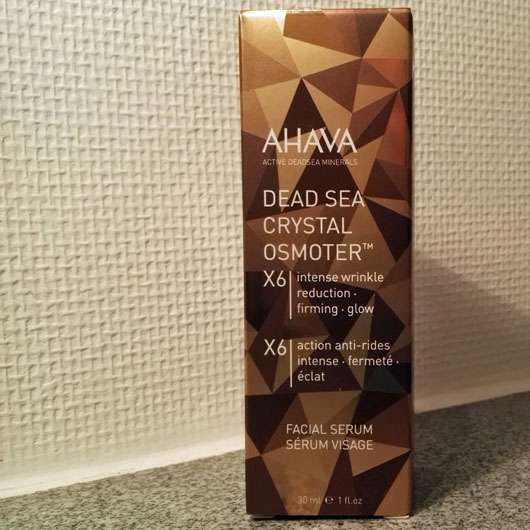 AHAVA
ACTIVE DEADSEA MINERALS
DEAD SEA
CRYSTAL
OSMOTER™
X6 intense wrinkle
reduction ·
firming · glow
X6 action anti-rides
intense · fermeté ·
éclat
FACIAL SERUM
SÉRUM VISAGE
30 ml ℮ 1 fl.oz